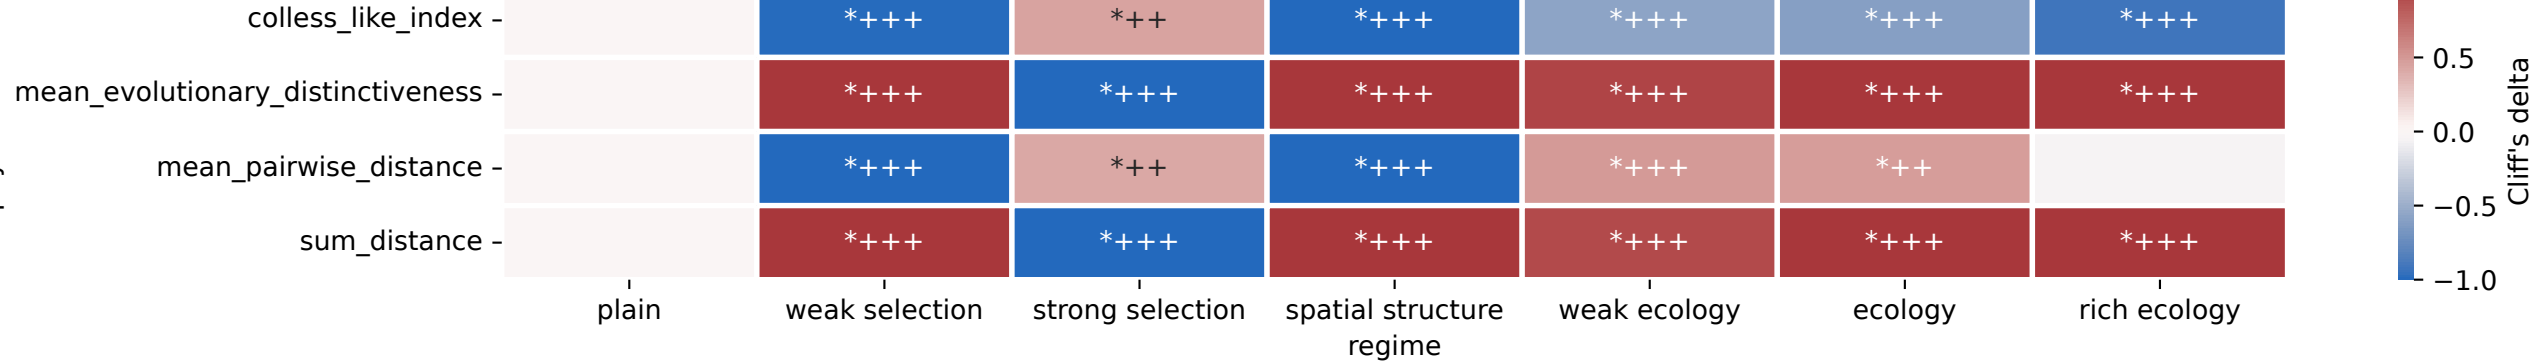 colless_like_index *+++ *++ *+++ *+++ *+++ *+++
mean_evolutionary_distinctiveness *+++ *+++ *+++ *+++ *+++ *+++
mean_pairwise_distance *+++ *++ *+++ *+++ *++
sum_distance *+++ *+++ *+++ *+++ *+++ *+++
plain weak selection strong selection spatial structure weak ecology ecology rich ecology
regime
0.5
0.0
−0.5
−1.0
Cliff's delta